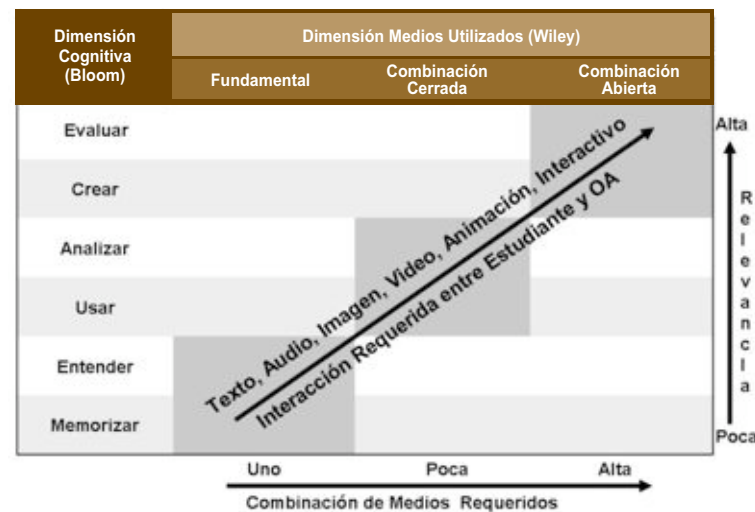 Dimensión
Cognitiva
(Bloom)
Dimensión Medios Utilizados (Wiley)
Fundamental
Combinación
Cerrada
Combinación
Abierta
Evaluar
Crear
Analizar
Usar
Entender
Memorizar
Texto, Audio, Imagen, Video, Animación, Interactivo
Interacción Requerida entre Estudiante y OA
Alta
Relevancia
Poca
Uno
Poca
Alta
Combinación de Medios Requeridos